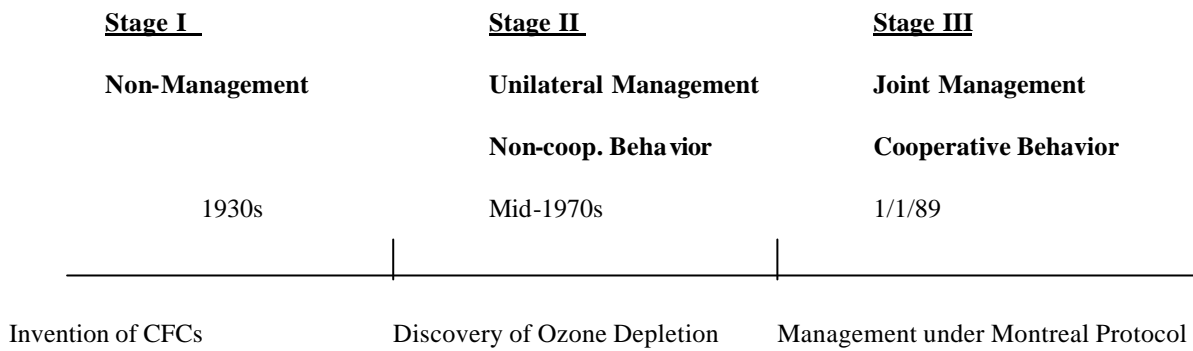 Stage I Stage II Stage III
Non-Management Unilateral Management Joint Management
Non-coop. Behavior Cooperative Behavior
1930s Mid-1970s 1/1/89
Invention of CFCs Discovery of Ozone Depletion Management under Montreal Protocol